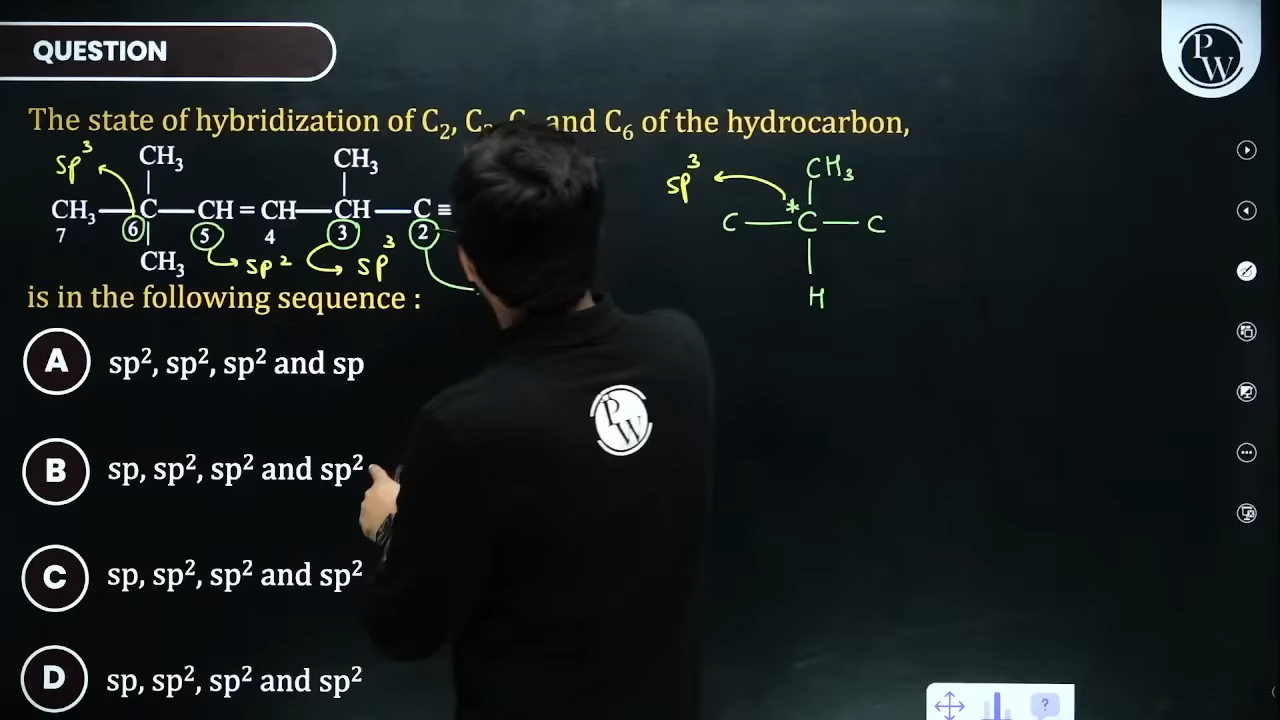 QUESTION
PW
The state of hybridization of C₂, C and C₆ of the hydrocarbon,
sp³ CH₃ CH₃ sp³ CH₃
CH₃—C—CH=CH—CH—C≡ C—*C—C
7 6 5 4 3 2
CH₃ sp² sp³ H
is in the following sequence :
A sp², sp², sp² and sp
PW
B sp, sp², sp² and sp²
C sp, sp², sp² and sp²
D sp, sp², sp² and sp²
?